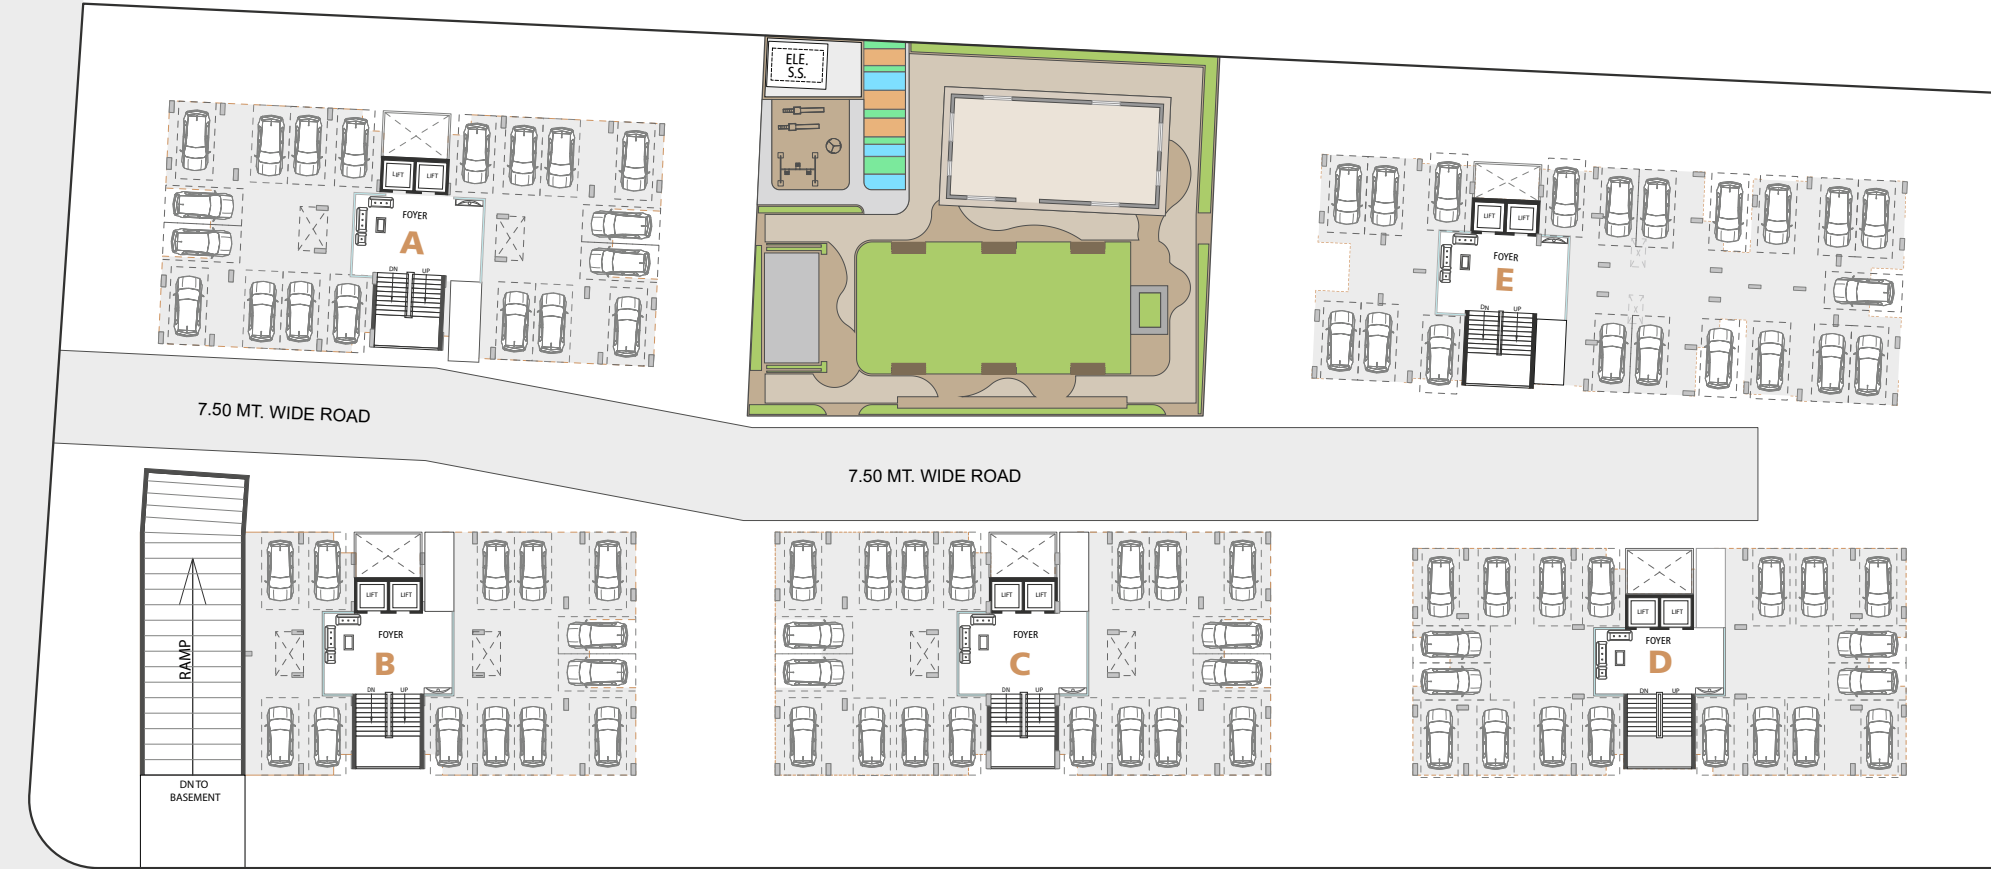 ELE.
S.S.
LIFT LIFT
FOYER
A
DN UP
LIFT LIFT
FOYER
E
DN UP
7.50 MT. WIDE ROAD
7.50 MT. WIDE ROAD
RAMP
DN TO
BASEMENT
LIFT LIFT
FOYER
B
DN UP
LIFT LIFT
FOYER
C
DN UP
LIFT LIFT
FOYER
D
DN UP